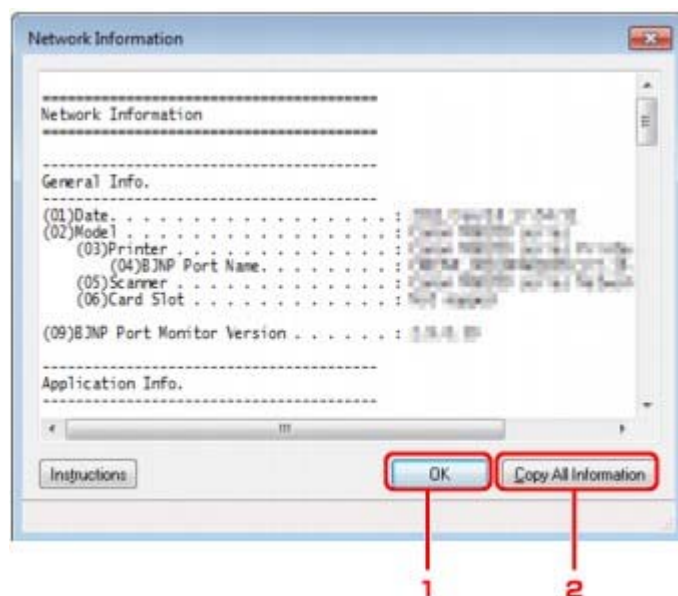 Network Information
========================================
Network Information
========================================
----------------------------------------
General Info.
----------------------------------------
(01)Date. . . . . . . . . . . . . . . . . :
(02)Model . . . . . . . . . . . . . . . . :
(03)Printer . . . . . . . . . . . . . . :
(04)BJNP Port Name. . . . . . . . :
(05)Scanner . . . . . . . . . . . . . . :
(06)Card Slot . . . . . . . . . . . . . :
(09)BJNP Port Monitor Version . . . . . . :
----------------------------------------
Application Info.
----------------------------------------
Instructions OK Copy All Information
1 2